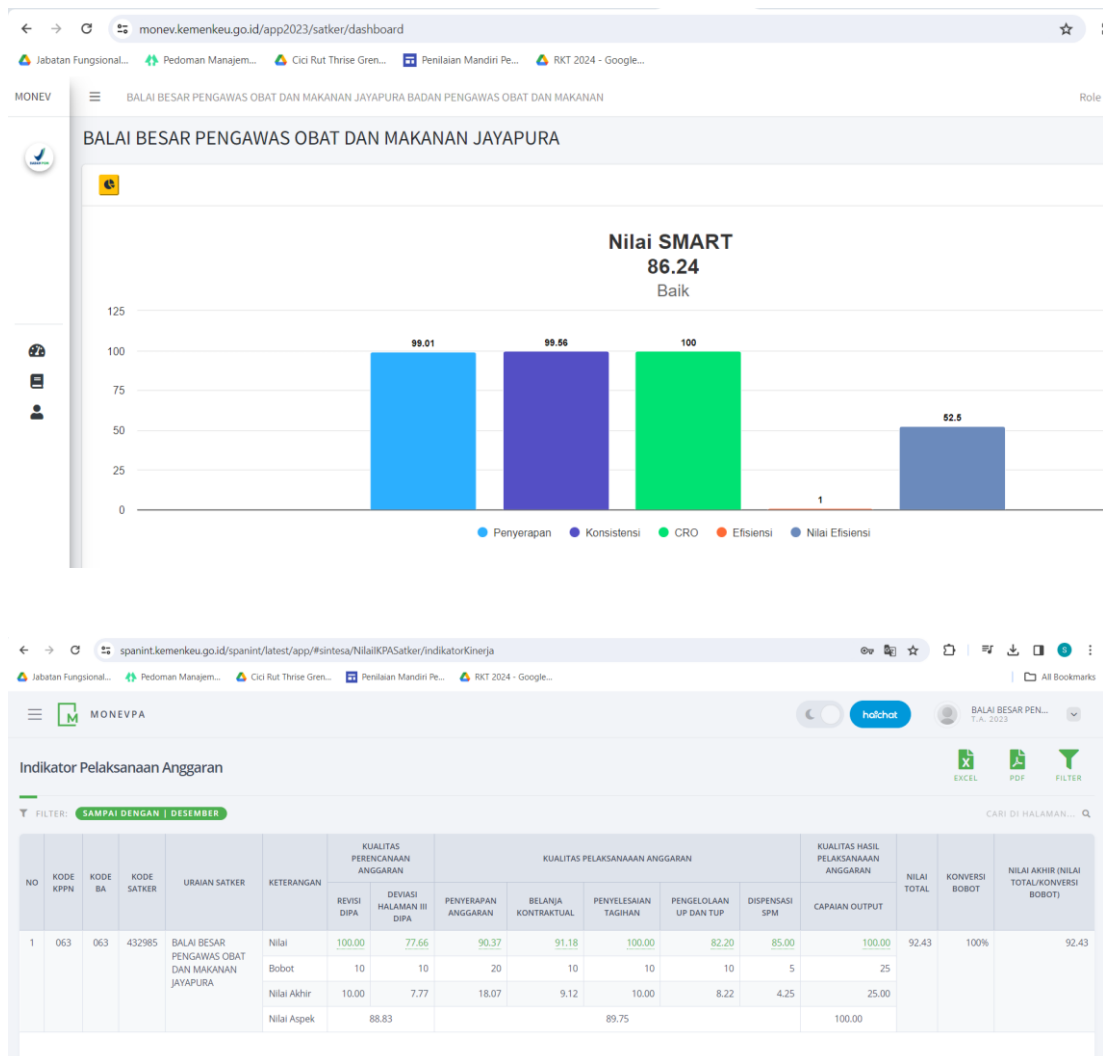 monev.kemenkeu.go.id/app2023/satker/dashboard
Jabatan Fungsional... Pedoman Manajem... Cici Rut Thrise Gren... Penilaian Mandiri Pe... RKT 2024 - Google...
MONEV BALAI BESAR PENGAWAS OBAT DAN MAKANAN JAYAPURA BADAN PENGAWAS OBAT DAN MAKANAN Role
BALAI BESAR PENGAWAS OBAT DAN MAKANAN JAYAPURA
Nilai SMART
86.24
Baik
125
100
75
50
25
0
99.01 99.56 100 1 52.5
Penyerapan Konsistensi CRO Efisiensi Nilai Efisiensi
spanint.kemenkeu.go.id/spanint/latest/app/#sintesa/NilaiIKPASatker/indikatorKinerja S
Jabatan Fungsional... Pedoman Manajem... Cici Rut Thrise Gren... Penilaian Mandiri Pe... RKT 2024 - Google... All Bookmarks
M MONEVPA haichat BALAI BESAR PEN...
T.A. 2023
Indikator Pelaksanaan Anggaran
EXCEL PDF FILTER
FILTER: SAMPAI DENGAN | DESEMBER CARI DI HALAMAN...
NO
KODE KPPN
KODE BA
KODE SATKER
URAIAN SATKER
KETERANGAN
KUALITAS PERENCANAAN ANGGARAN
KUALITAS PELAKSANAAAN ANGGARAN
KUALITAS HASIL PELAKSANAAAN ANGGARAN
NILAI TOTAL
KONVERSI BOBOT
NILAI AKHIR (NILAI TOTAL/KONVERSI BOBOT)
REVISI DIPA
DEVIASI HALAMAN III DIPA
PENYERAPAN ANGGARAN
BELANJA KONTRAKTUAL
PENYELESAIAN TAGIHAN
PENGELOLAAN UP DAN TUP
DISPENSASI SPM
CAPAIAN OUTPUT
1 063 063 432985 BALAI BESAR PENGAWAS OBAT DAN MAKANAN JAYAPURA
Nilai 100.00 77.66 90.37 91.18 100.00 82.20 85.00 100.00 92.43 100% 92.43
Bobot 10 10 20 10 10 10 5 25
Nilai Akhir 10.00 7.77 18.07 9.12 10.00 8.22 4.25 25.00
Nilai Aspek 88.83 89.75 100.00